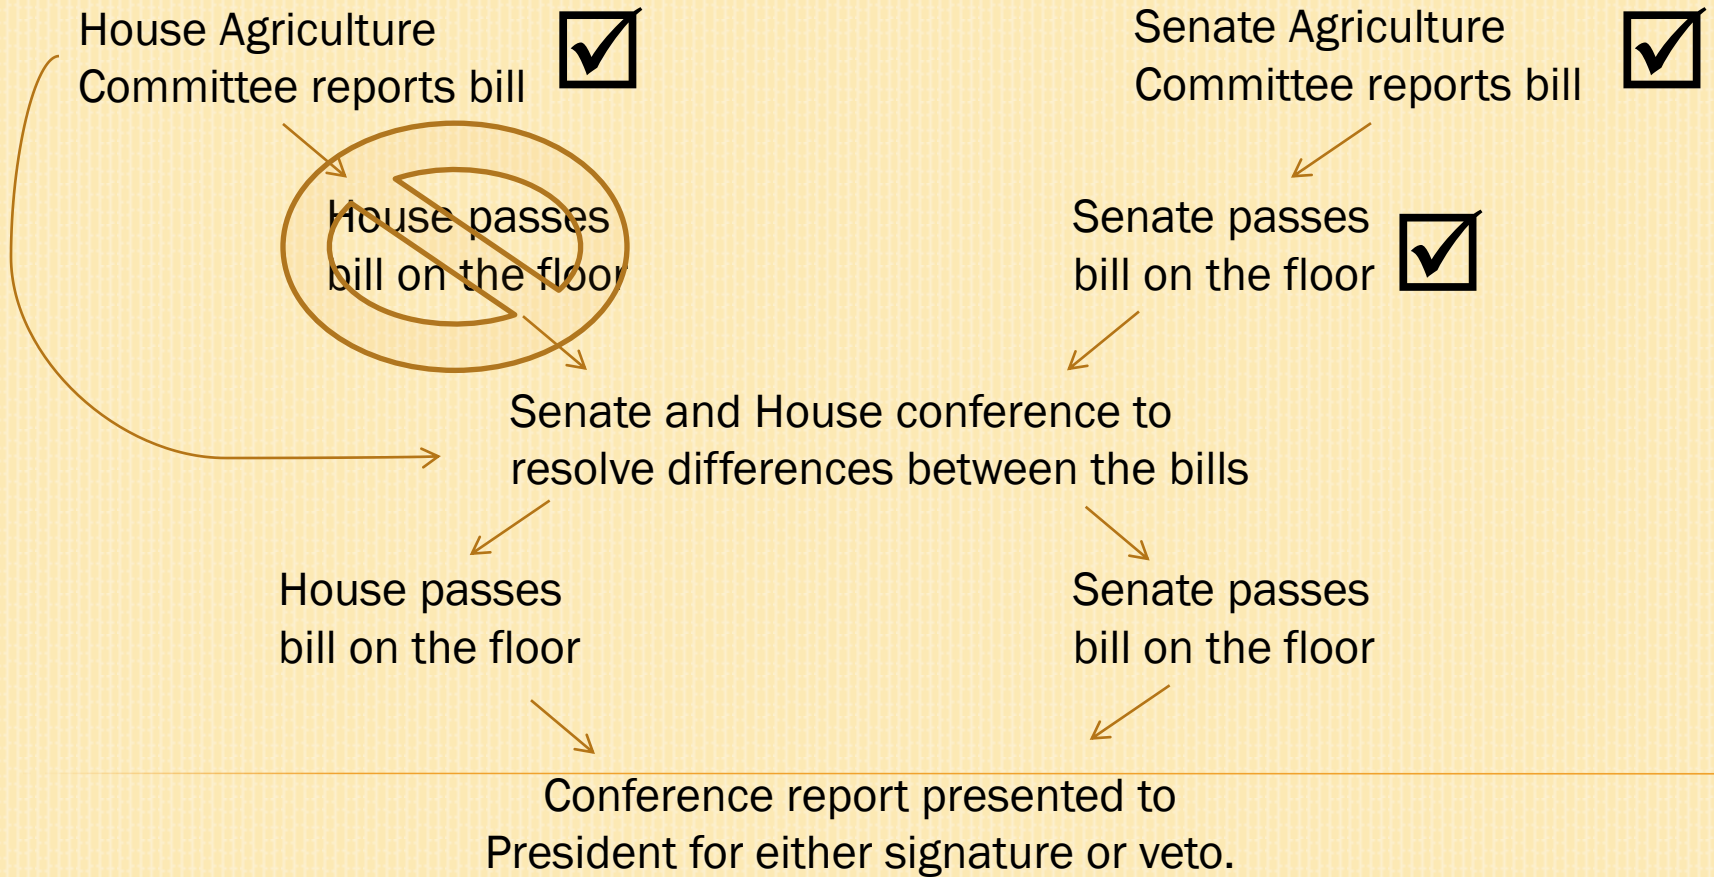 House Agriculture
Committee reports bill
Senate Agriculture
Committee reports bill
House passes
bill on the floor
Senate passes
bill on the floor
Senate and House conference to
resolve differences between the bills
House passes
bill on the floor
Senate passes
bill on the floor
Conference report presented to
President for either signature or veto.